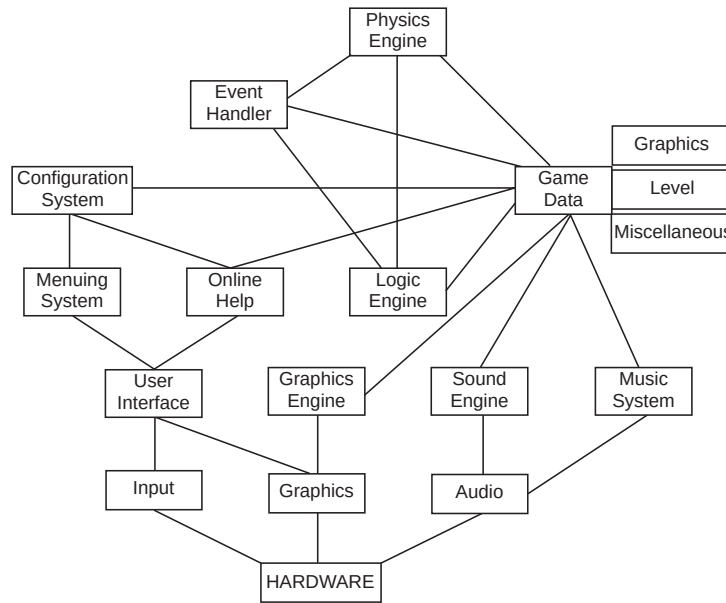 Physics
Engine
Event
Handler
Graphics
Configuration
System
Game
Data
Level
Miscellaneous
Menuing
System
Online
Help
Logic
Engine
User
Interface
Graphics
Engine
Sound
Engine
Music
System
Input
Graphics
Audio
HARDWARE